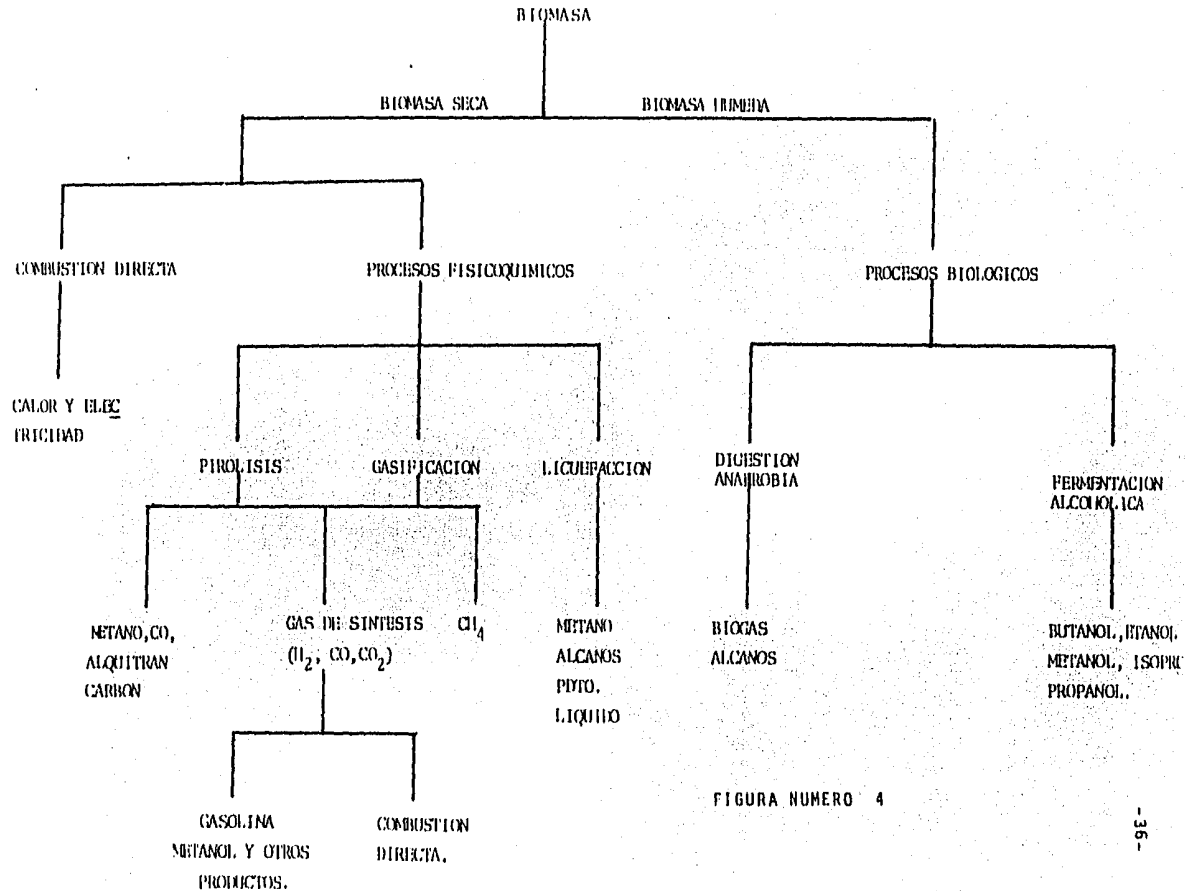 BIOMASA
BIOMASA SECA
BIOMASA HUMEDA
COMBUSTION DIRECTA
PROCESOS FISICOQUIMICOS
PROCESOS BIOLOGICOS
CALOR Y ELEC
TRICIDAD
PIROLISIS
GASIFICACION
LICUEFACCION
DIGESTION
ANAEROBIA
FERMENTACION
ALCOHOLICA
METANO,CO,
ALQUITRAN
CARBON
GAS DE SINTESIS
(H₂, CO,CO₂)
CH₄
METANO
ALCANOS
PDTO.
LIQUIDO
BIOGAS
ALCANOS
BUTANOL,ETANOL
METANOL, ISOPRO
PROPANOL.
GASOLINA
METANOL Y OTROS
PRODUCTOS.
COMBUSTION
DIRECTA.
FIGURA NUMERO 4
-36-